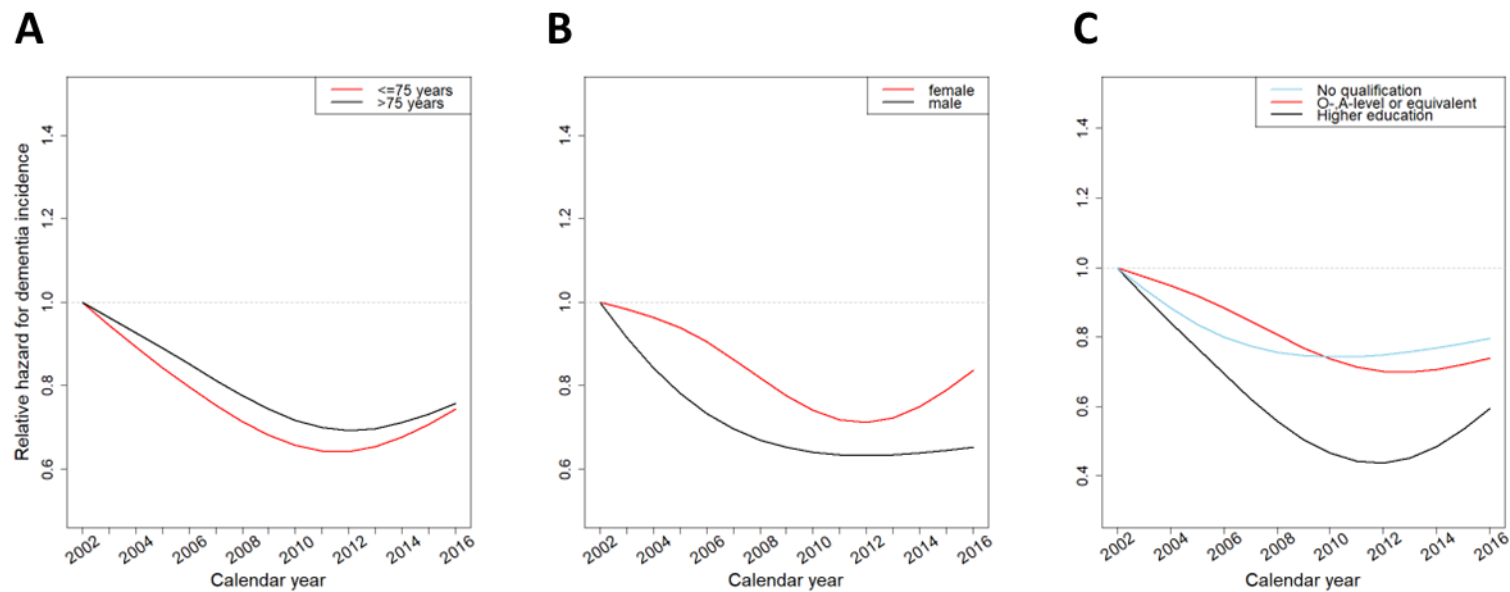 A
B
C
<=75 years
>75 years
female
male
No qualification
O-,A-level or equivalent
Higher education
Relative hazard for dementia incidence
1.4
1.2
1.0
0.8
0.6
1.4
1.2
1.0
0.8
0.6
1.4
1.2
1.0
0.8
0.6
0.4
2002 2004 2006 2008 2010 2012 2014 2016
2002 2004 2006 2008 2010 2012 2014 2016
2002 2004 2006 2008 2010 2012 2014 2016
Calendar year
Calendar year
Calendar year